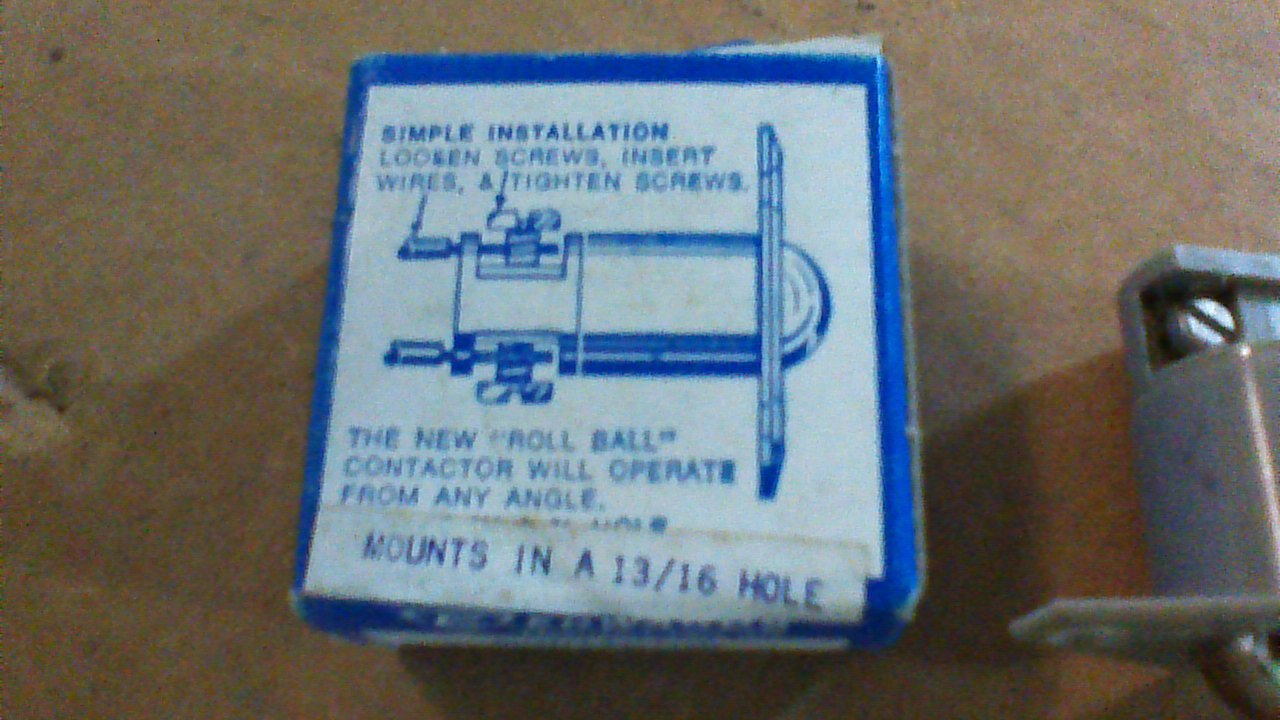 SIMPLE INSTALLATION
LOOSEN SCREWS, INSERT
WIRES, & TIGHTEN SCREWS.
THE NEW "ROLL BALL"
CONTACTOR WILL OPERATE
FROM ANY ANGLE.
HOLE
MOUNTS IN A 13/16 HOLE